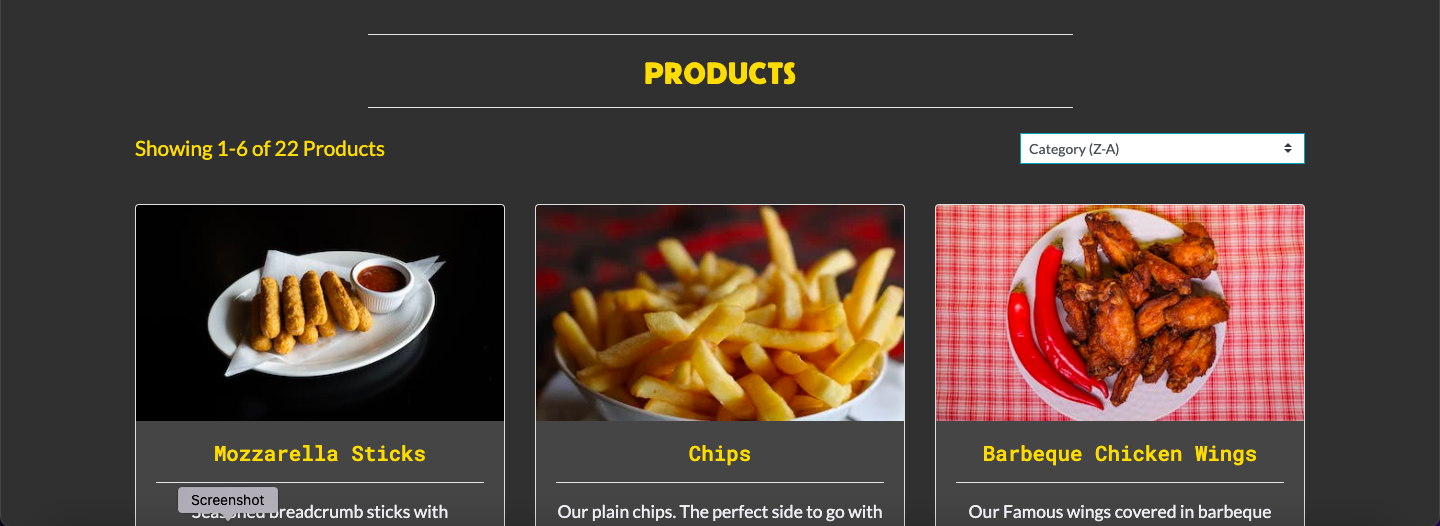 PRODUCTS
Showing 1-6 of 22 Products
Category (Z-A)
Mozzarella Sticks
Chips
Barbeque Chicken Wings
Screenshot
Seasoned breadcrumb sticks with
Our plain chips. The perfect side to go with
Our Famous wings covered in barbeque